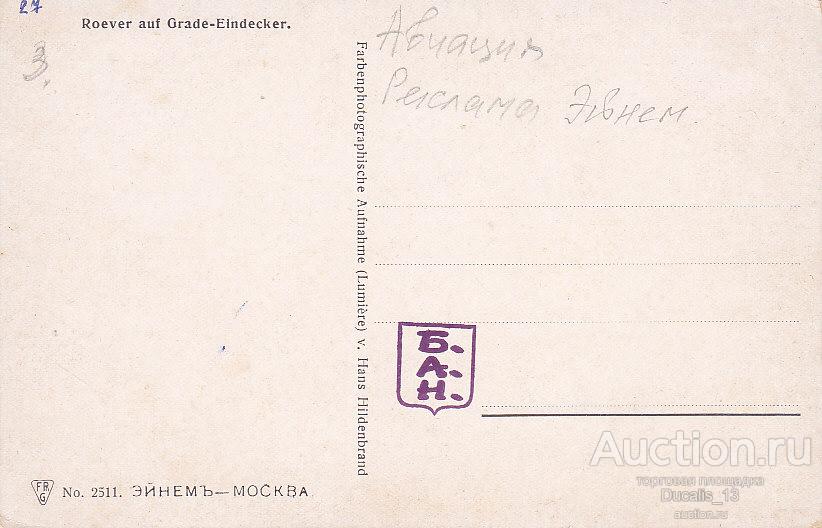 27
Roever auf Grade-Eindecker.
3.
Авиация
Реклама Эйнем.
Farbenphotographische Aufnahme (Lumière) v. Hans Hildenbrand
Б.
А.
Н.
FR
G
No. 2511. ЭЙНЕМЪ—МОСКВА
Auction.ru
торговая площадка
Ducalis_13
auction.ru